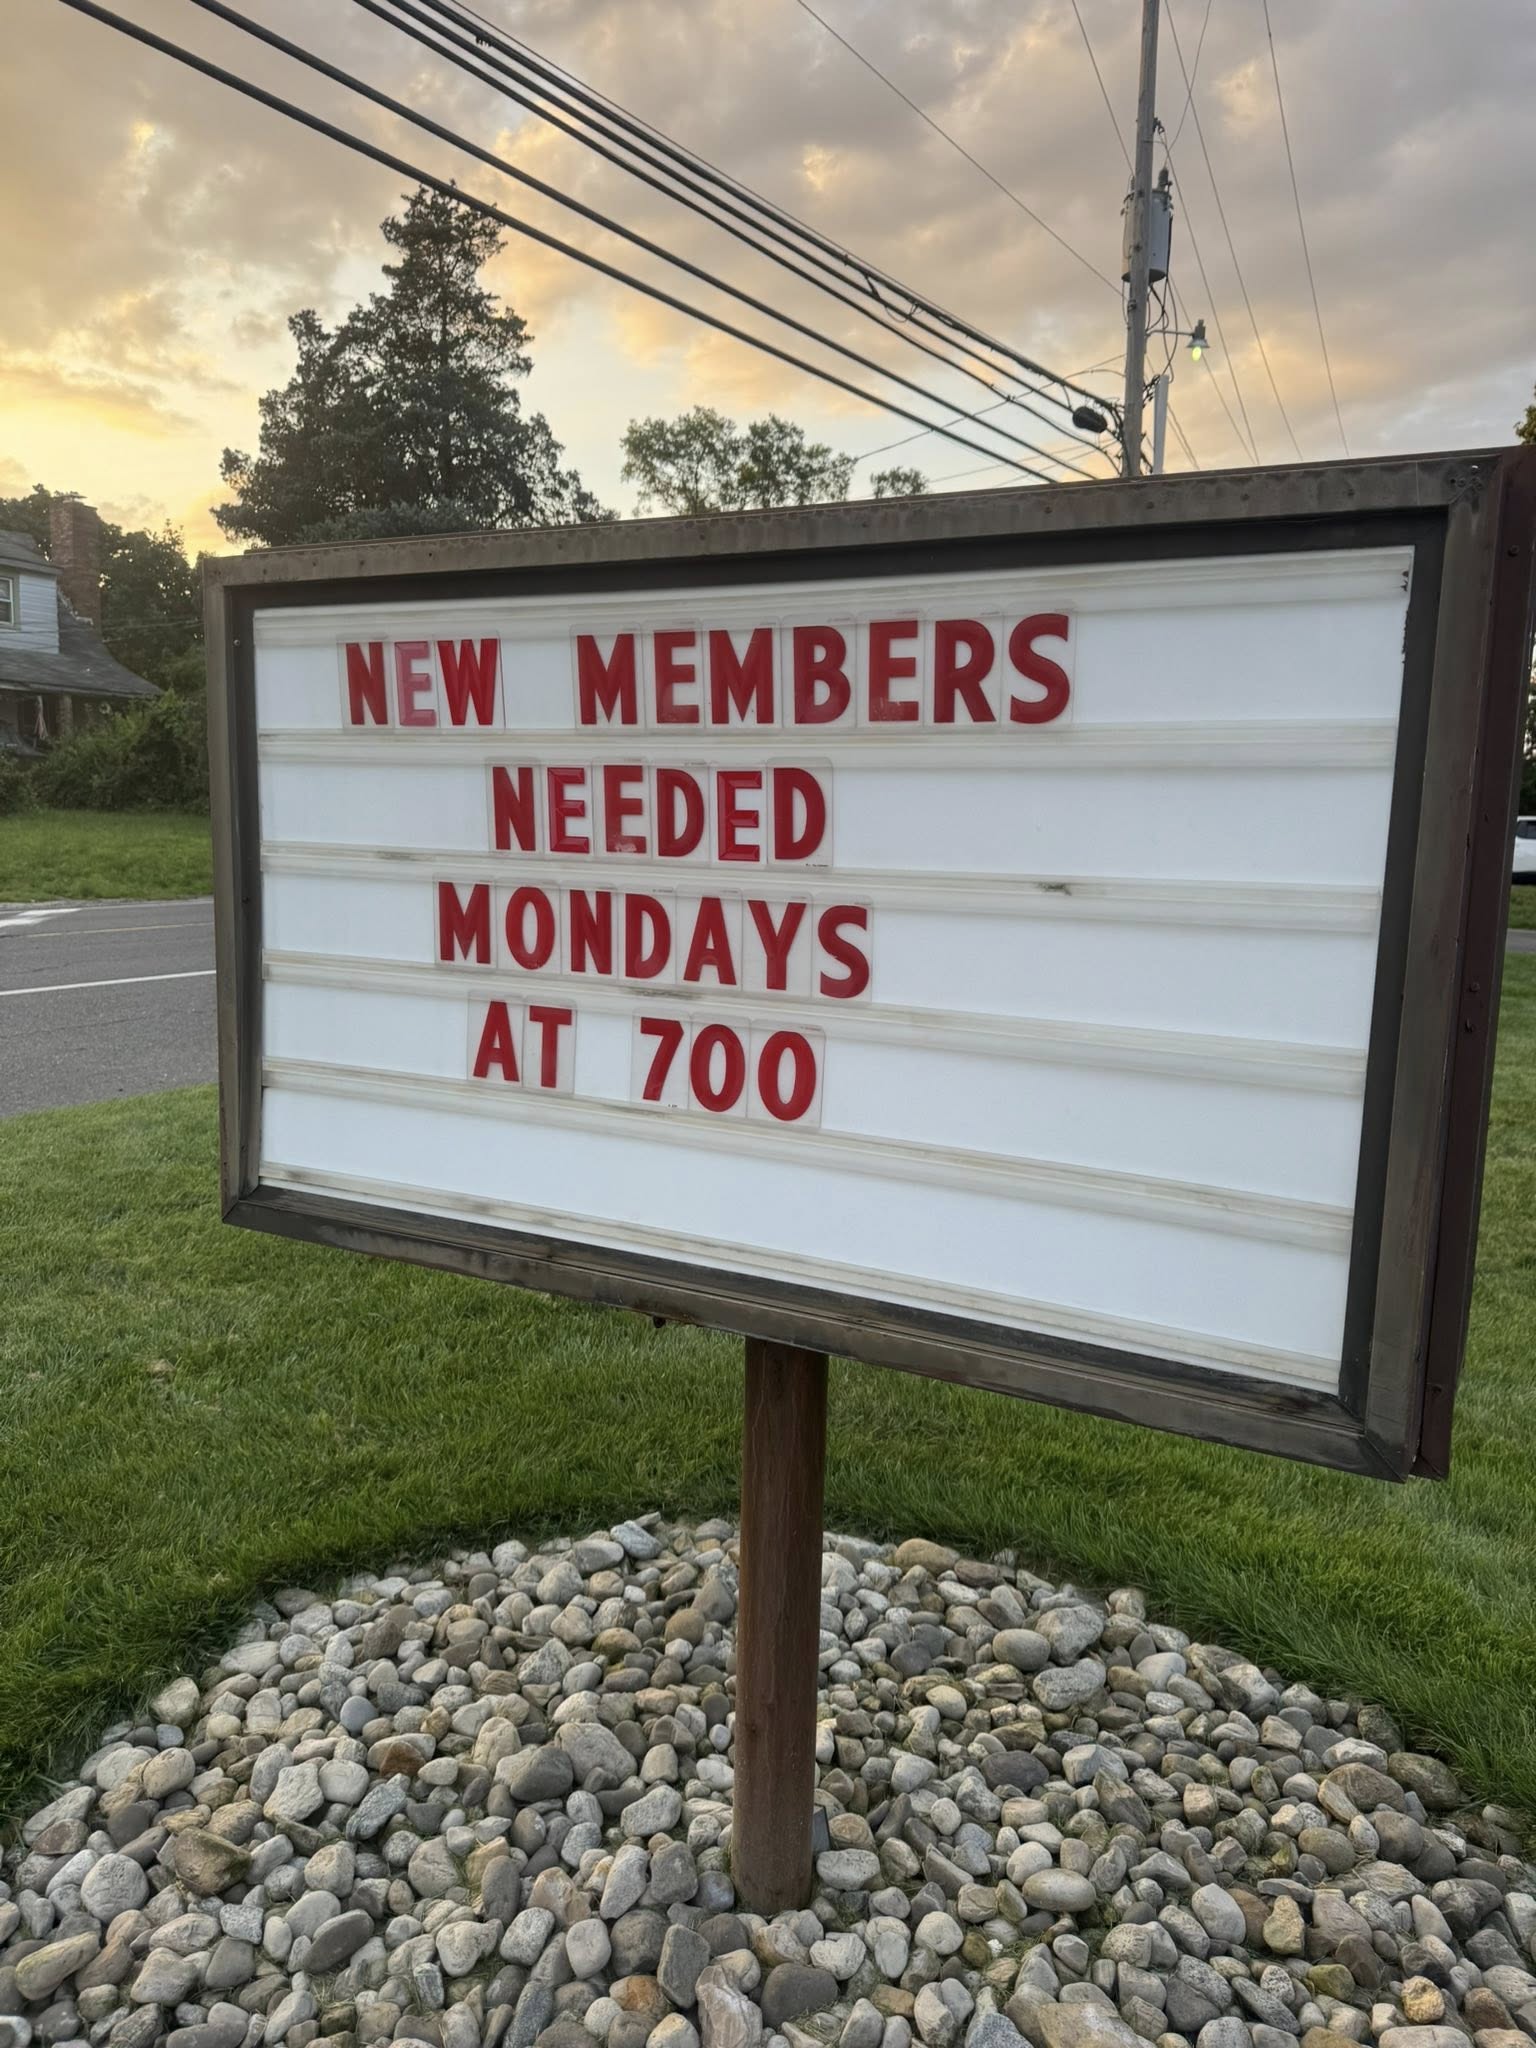 NEW MEMBERS
NEEDED
MONDAYS
AT 700